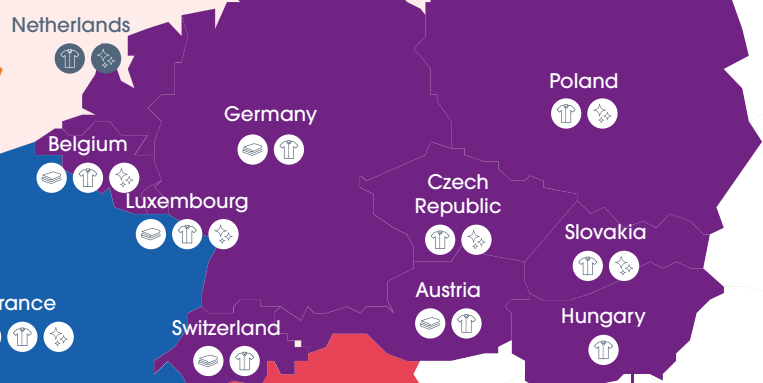 Netherlands
Poland
Germany
Belgium
Czech
Republic
Luxembourg
Slovakia
Austria
rance
Hungary
Switzerland